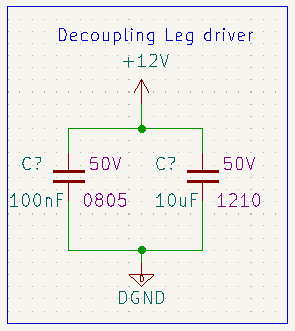 Decoupling Leg driver
+12V
C? 50V C? 50V
100nF 0805 10uF 1210
DGND